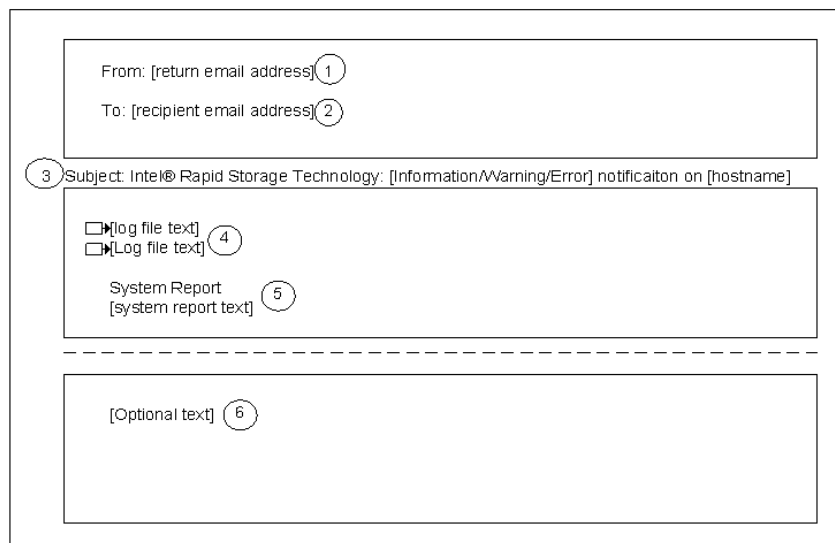 From: [return email address] 1
To: [recipient email address] 2
3 Subject: Intel® Rapid Storage Technology: [Information/Warning/Error] notificaiton on [hostname]
[log file text]
[Log file text] 4
System Report
[system report text] 5
[Optional text] 6